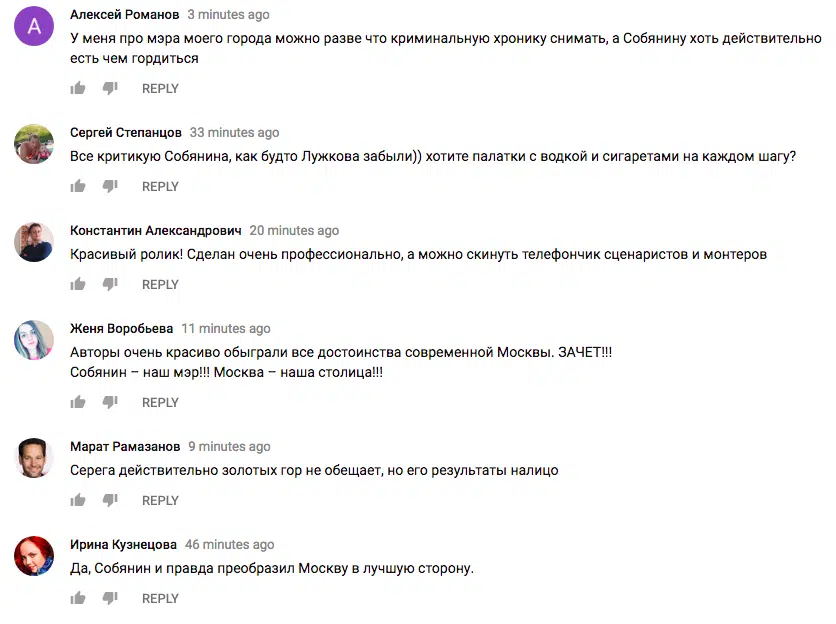 А
Алексей Романов 3 minutes ago
У меня про мэра моего города можно разве что криминальную хронику снимать, а Собянину хоть действительно
есть чем гордиться
REPLY
Сергей Степанцов 33 minutes ago
Все критикую Собянина, как будто Лужкова забыли)) хотите палатки с водкой и сигаретами на каждом шагу?
REPLY
Константин Александрович 20 minutes ago
Красивый ролик! Сделан очень профессионально, а можно скинуть телефончик сценаристов и монтеров
REPLY
Женя Воробьева 11 minutes ago
Авторы очень красиво обыграли все достоинства современной Москвы. ЗАЧЕТ!!!
Собянин – наш мэр!!! Москва – наша столица!!!
REPLY
Марат Рамазанов 9 minutes ago
Серега действительно золотых гор не обещает, но его результаты налицо
REPLY
Ирина Кузнецова 46 minutes ago
Да, Собянин и правда преобразил Москву в лучшую сторону.
REPLY